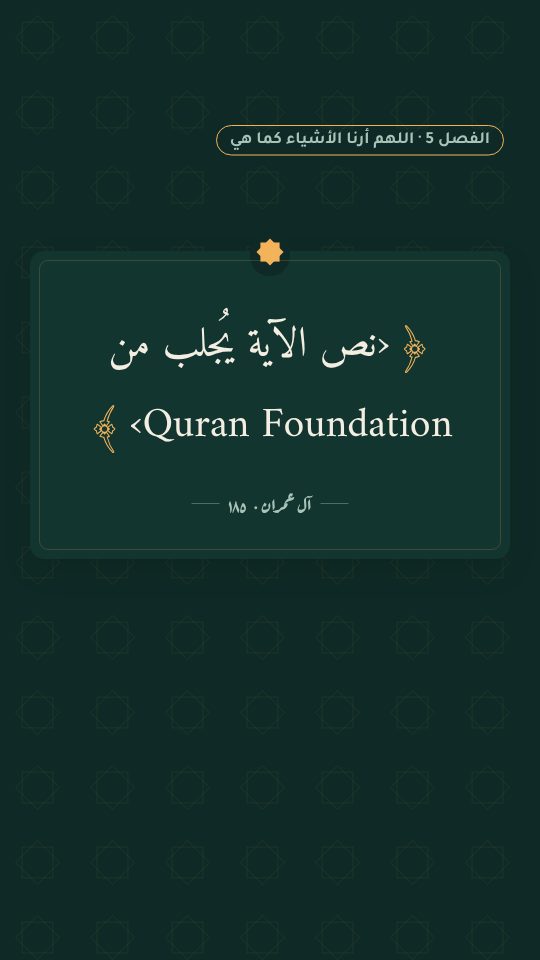 الفصل 5 · اللهم أرنا الأشياء كما هي
﴿ ‹نص الآية يُجلب من
Quran Foundation› ﴾
آل عمران · ١٨٥